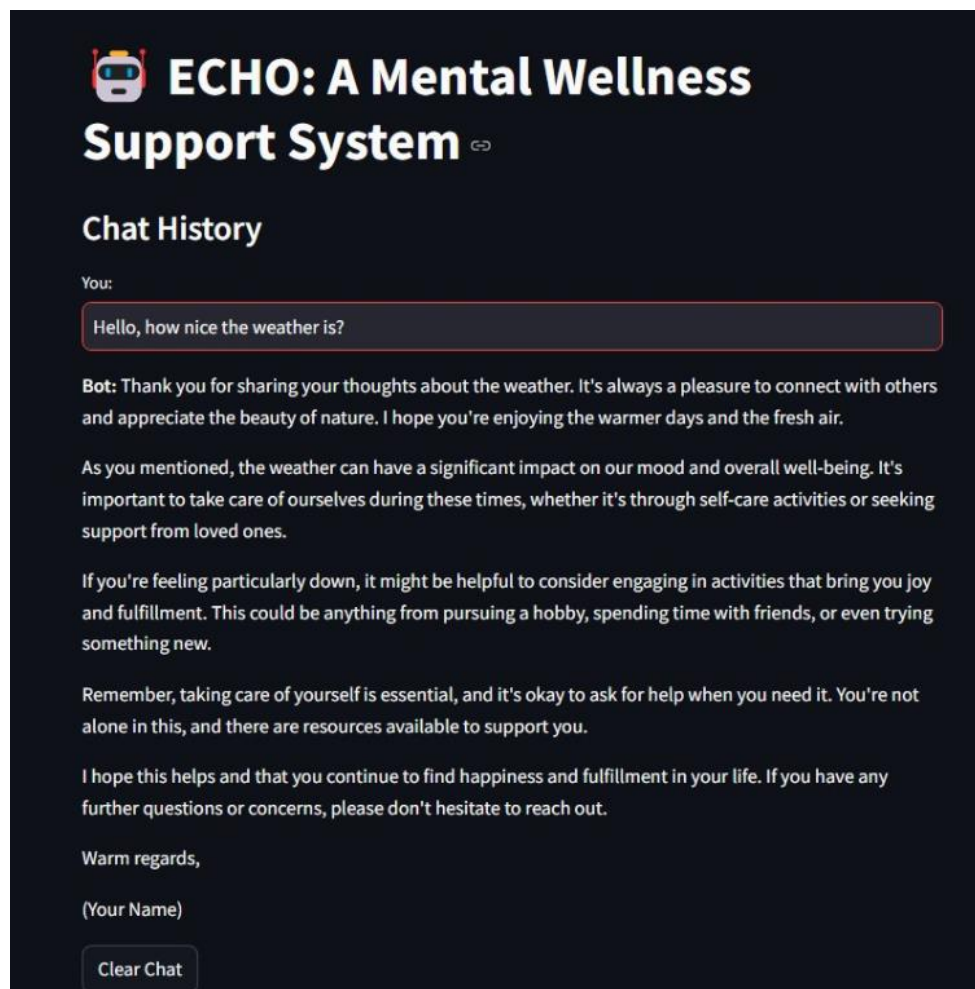 ECHO: A Mental Wellness
Support System
Chat History
You:
Hello, how nice the weather is?
Bot: Thank you for sharing your thoughts about the weather. It's always a pleasure to connect with others
and appreciate the beauty of nature. I hope you're enjoying the warmer days and the fresh air.
As you mentioned, the weather can have a significant impact on our mood and overall well-being. It's
important to take care of ourselves during these times, whether it's through self-care activities or seeking
support from loved ones.
If you're feeling particularly down, it might be helpful to consider engaging in activities that bring you joy
and fulfillment. This could be anything from pursuing a hobby, spending time with friends, or even trying
something new.
Remember, taking care of yourself is essential, and it's okay to ask for help when you need it. You're not
alone in this, and there are resources available to support you.
I hope this helps and that you continue to find happiness and fulfillment in your life. If you have any
further questions or concerns, please don't hesitate to reach out.
Warm regards,
(Your Name)
Clear Chat